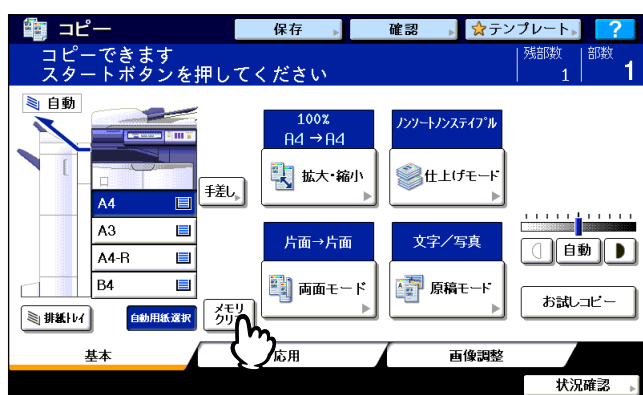 コピー
保存
確認
テンプレート
?
コピーできます
スタートボタンを押してください
残部数
1
部数
1
自動
100%
A4→A4
拡大・縮小
ノンソートノンステイプル
仕上げモード
手差し
A4
A3
A4-R
B4
片面→片面
両面モード
文字/写真
原稿モード
自動
お試しコピー
排紙トレイ
自動用紙選択
メモリ
基本
応用
画像調整
状況確認